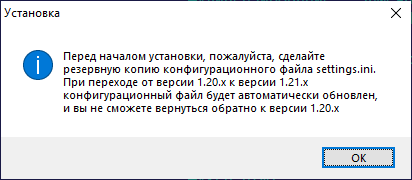 Установка
Перед началом установки, пожалуйста, сделайте
резервную копию конфигурационного файла settings.ini.
При переходе от версии 1.20.x к версии 1.21.x
конфигурационный файл будет автоматически обновлен,
и вы не сможете вернуться обратно к версии 1.20.x
ОК